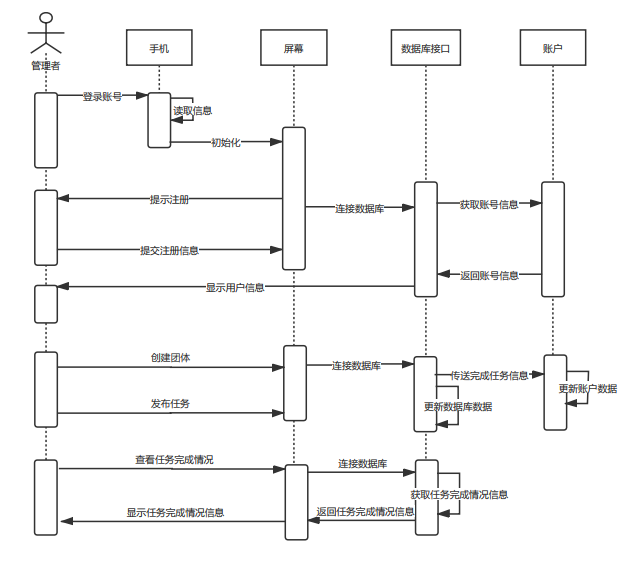 管理者
手机
屏幕
数据库接口
账户
登录账号
读取信息
初始化
提示注册
连接数据库
获取账号信息
提交注册信息
返回账号信息
显示用户信息
创建团体
连接数据库
传送完成任务信息
更新账户数据
发布任务
更新数据库数据
查看任务完成情况
连接数据库
获取任务完成情况信息
显示任务完成情况信息
返回任务完成情况信息